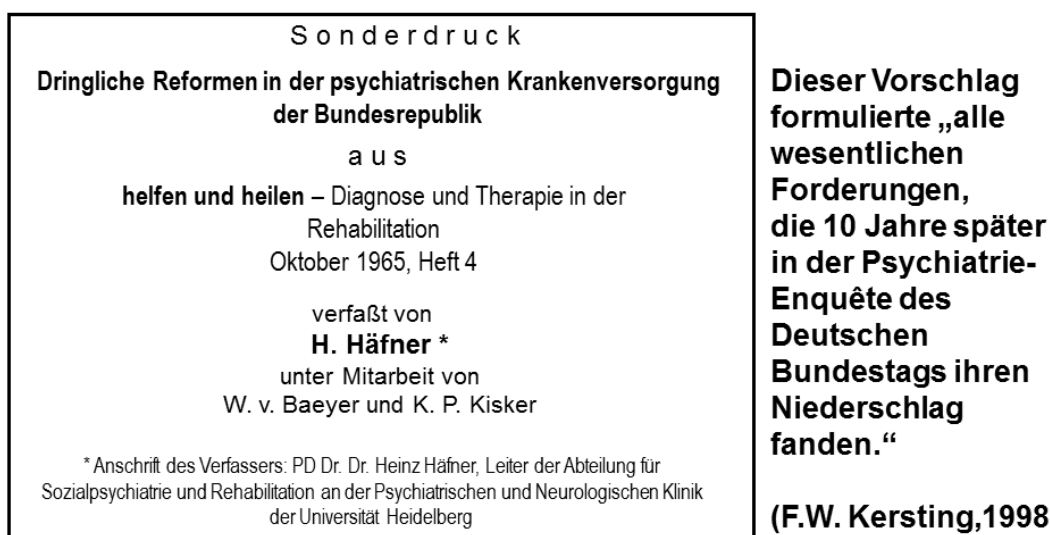 S o n d e r d r u c k
Dringliche Reformen in der psychiatrischen Krankenversorgung
der Bundesrepublik
a u s
helfen und heilen – Diagnose und Therapie in der
Rehabilitation
Oktober 1965, Heft 4
verfaßt von
H. Häfner *
unter Mitarbeit von
W. v. Baeyer und K. P. Kisker
* Anschrift des Verfassers: PD Dr. Dr. Heinz Häfner, Leiter der Abteilung für
Sozialpsychiatrie und Rehabilitation an der Psychiatrischen und Neurologischen Klinik
der Universität Heidelberg
Dieser Vorschlag
formulierte „alle
wesentlichen
Forderungen,
die 10 Jahre später
in der Psychiatrie-
Enquête des
Deutschen
Bundestags ihren
Niederschlag
fanden.“
(F.W. Kersting,1998